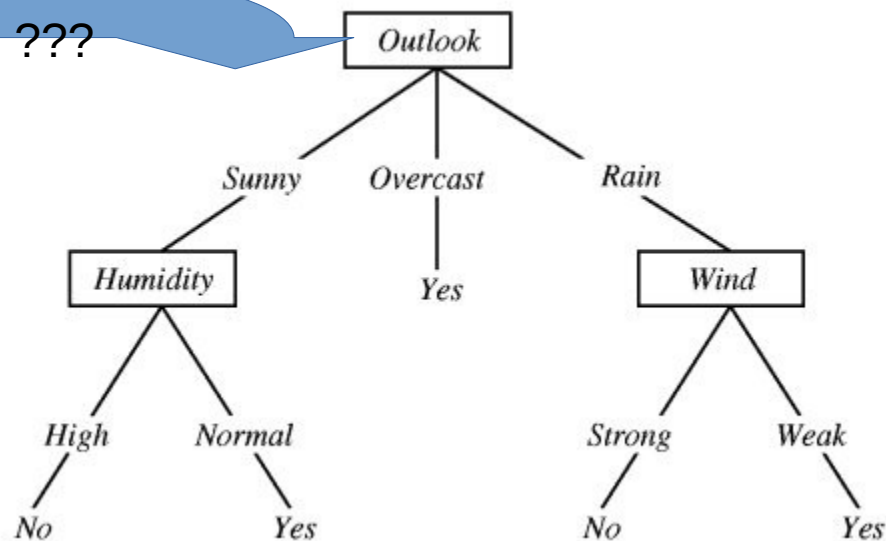 ???
Outlook
Sunny Overcast Rain
Humidity Yes Wind
High Normal Strong Weak
No Yes No Yes